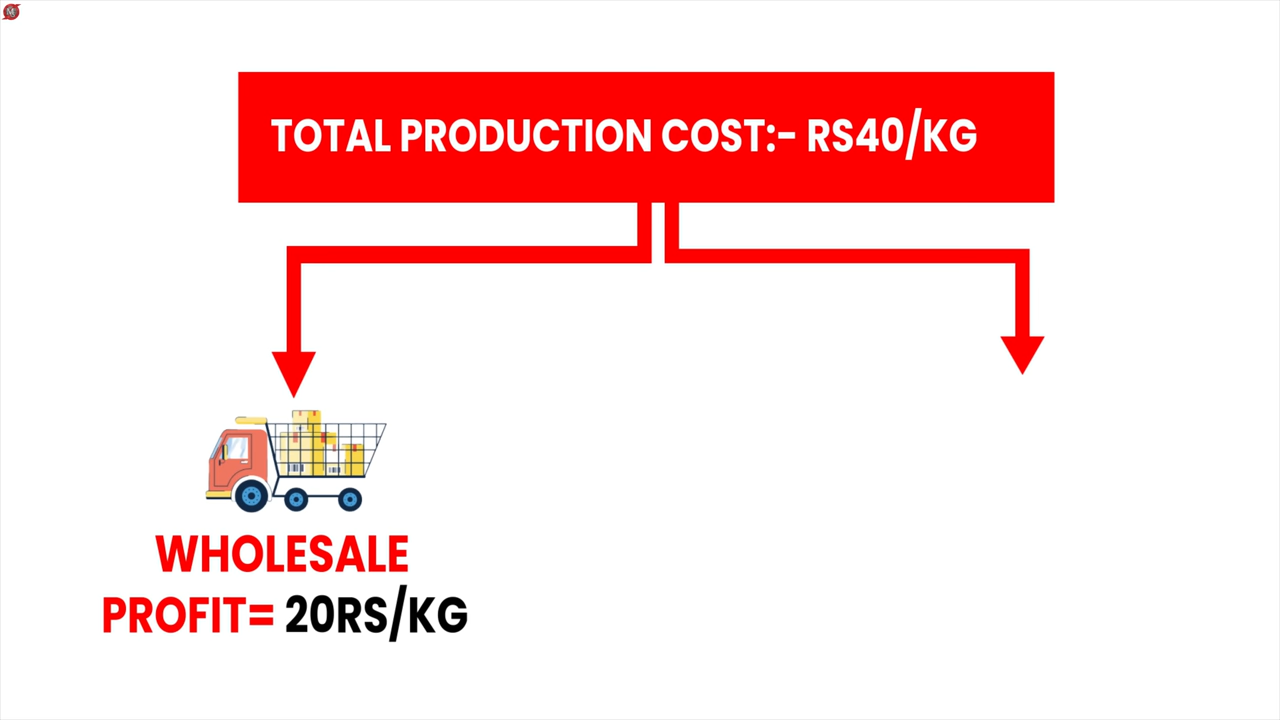 TOTAL PRODUCTION COST:- RS40/KG
WHOLESALE
PROFIT= 20RS/KG